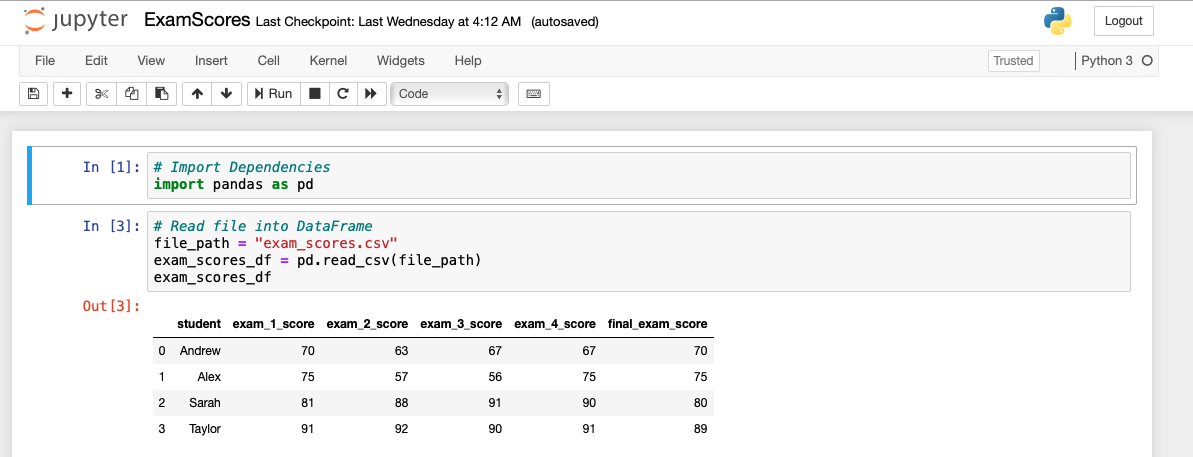 jupyter ExamScores Last Checkpoint: Last Wednesday at 4:12 AM (autosaved) Logout
File Edit View Insert Cell Kernel Widgets Help Trusted Python 3
Run Code
In [1]: # Import Dependencies
import pandas as pd
In [3]: # Read file into DataFrame
file_path = "exam_scores.csv"
exam_scores_df = pd.read_csv(file_path)
exam_scores_df
Out[3]:
student exam_1_score exam_2_score exam_3_score exam_4_score final_exam_score
0 Andrew 70 63 67 67 70
1 Alex 75 57 56 75 75
2 Sarah 81 88 91 90 80
3 Taylor 91 92 90 91 89